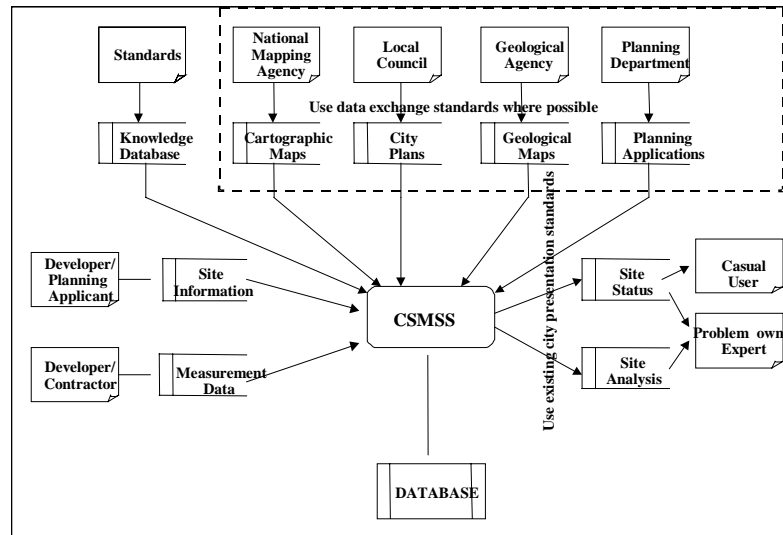 Standards
National
Mapping
Agency
Local
Council
Geological
Agency
Planning
Department
Use data exchange standards where possible
Knowledge
Database
Cartographic
Maps
City
Plans
Geological
Maps
Planning
Applications
Use existing city presentation standards
Developer/
Planning
Applicant
Site
Information
CSMSS
Site
Status
Casual
User
Developer/
Contractor
Measurement
Data
Site
Analysis
Problem own
Expert
DATABASE